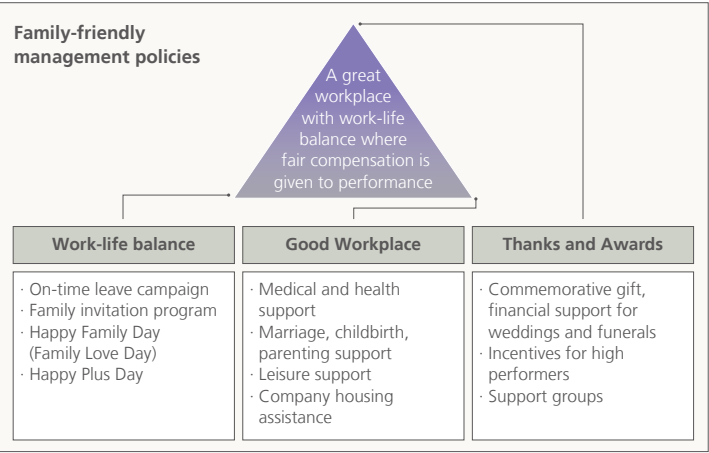 Family-friendly
management policies
A great
workplace
with work-life
balance where
fair compensation is
given to performance
Work-life balance
· On-time leave campaign
· Family invitation program
· Happy Family Day
(Family Love Day)
· Happy Plus Day
Good Workplace
· Medical and health
support
· Marriage, childbirth,
parenting support
· Leisure support
· Company housing
assistance
Thanks and Awards
· Commemorative gift,
financial support for
weddings and funerals
· Incentives for high
performers
· Support groups